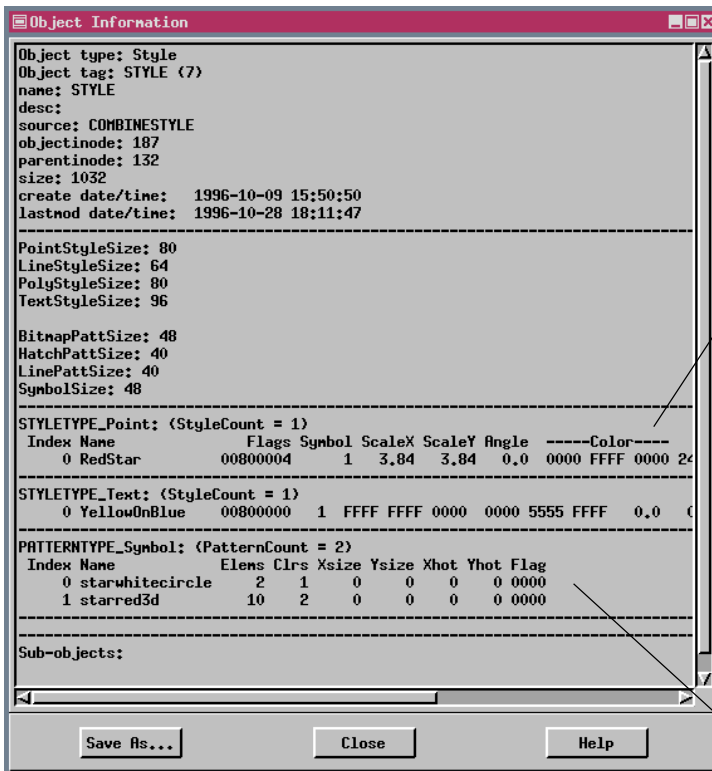 Object Information
Object type: Style
Object tag: STYLE (7)
name: STYLE
desc:
source: COMBINESTYLE
objectinode: 187
parentinode: 132
size: 1032
create date/time: 1996-10-09 15:50:50
lastmod date/time: 1996-10-28 18:11:47
PointStyleSize: 80
LineStyleSize: 64
PolyStyleSize: 80
TextStyleSize: 96
BitmapPattSize: 48
HatchPattSize: 40
LinePattSize: 40
SymbolSize: 48
STYLETYPE_Point: (StyleCount = 1)
Index Name Flags Symbol ScaleX ScaleY Angle -----Color----
0 RedStar 00800004 1 3.84 3.84 0.0 0000 FFFF 0000 24
STYLETYPE_Text: (StyleCount = 1)
0 YellowOnBlue 00800000 1 FFFF FFFF 0000 0000 5555 FFFF 0.0
PATTERNTYPE_Symbol: (PatternCount = 2)
Index Name Elems Clrs Xsize Ysize Xhot Yhot Flag
0 starwhitecircle 2 1 0 0 0 0 0000
1 starred3d 10 2 0 0 0 0 0000
Sub-objects:
Save As... Close Help